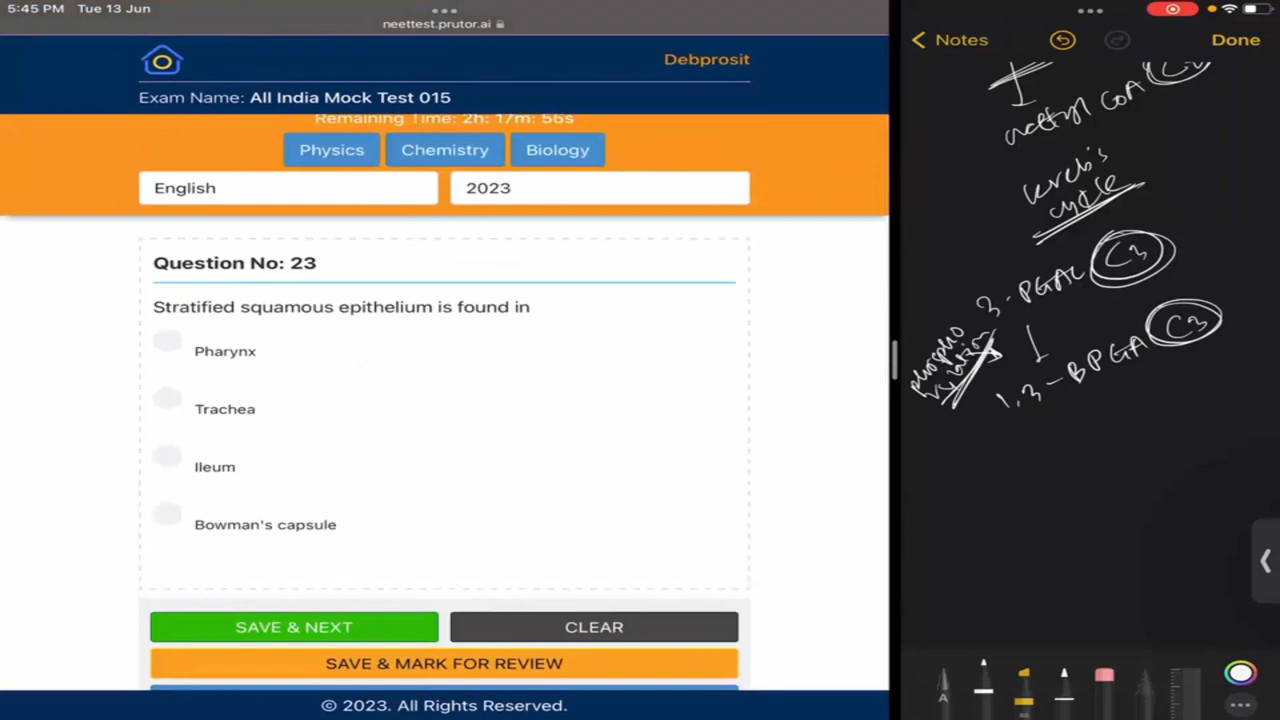 5:45 PM Tue 13 Jun
neettest.prutor.ai
Debprosit
Exam Name: All India Mock Test 015
Remaining Time: 2h: 17m: 56s
Physics
Chemistry
Biology
English
2023
Question No: 23
Stratified squamous epithelium is found in
Pharynx
Trachea
Ileum
Bowman's capsule
SAVE & NEXT
CLEAR
SAVE & MARK FOR REVIEW
© 2023. All Rights Reserved.
Notes
Done
CoA
cycle
3-PGAL C3
1,3-BPGA C3
A